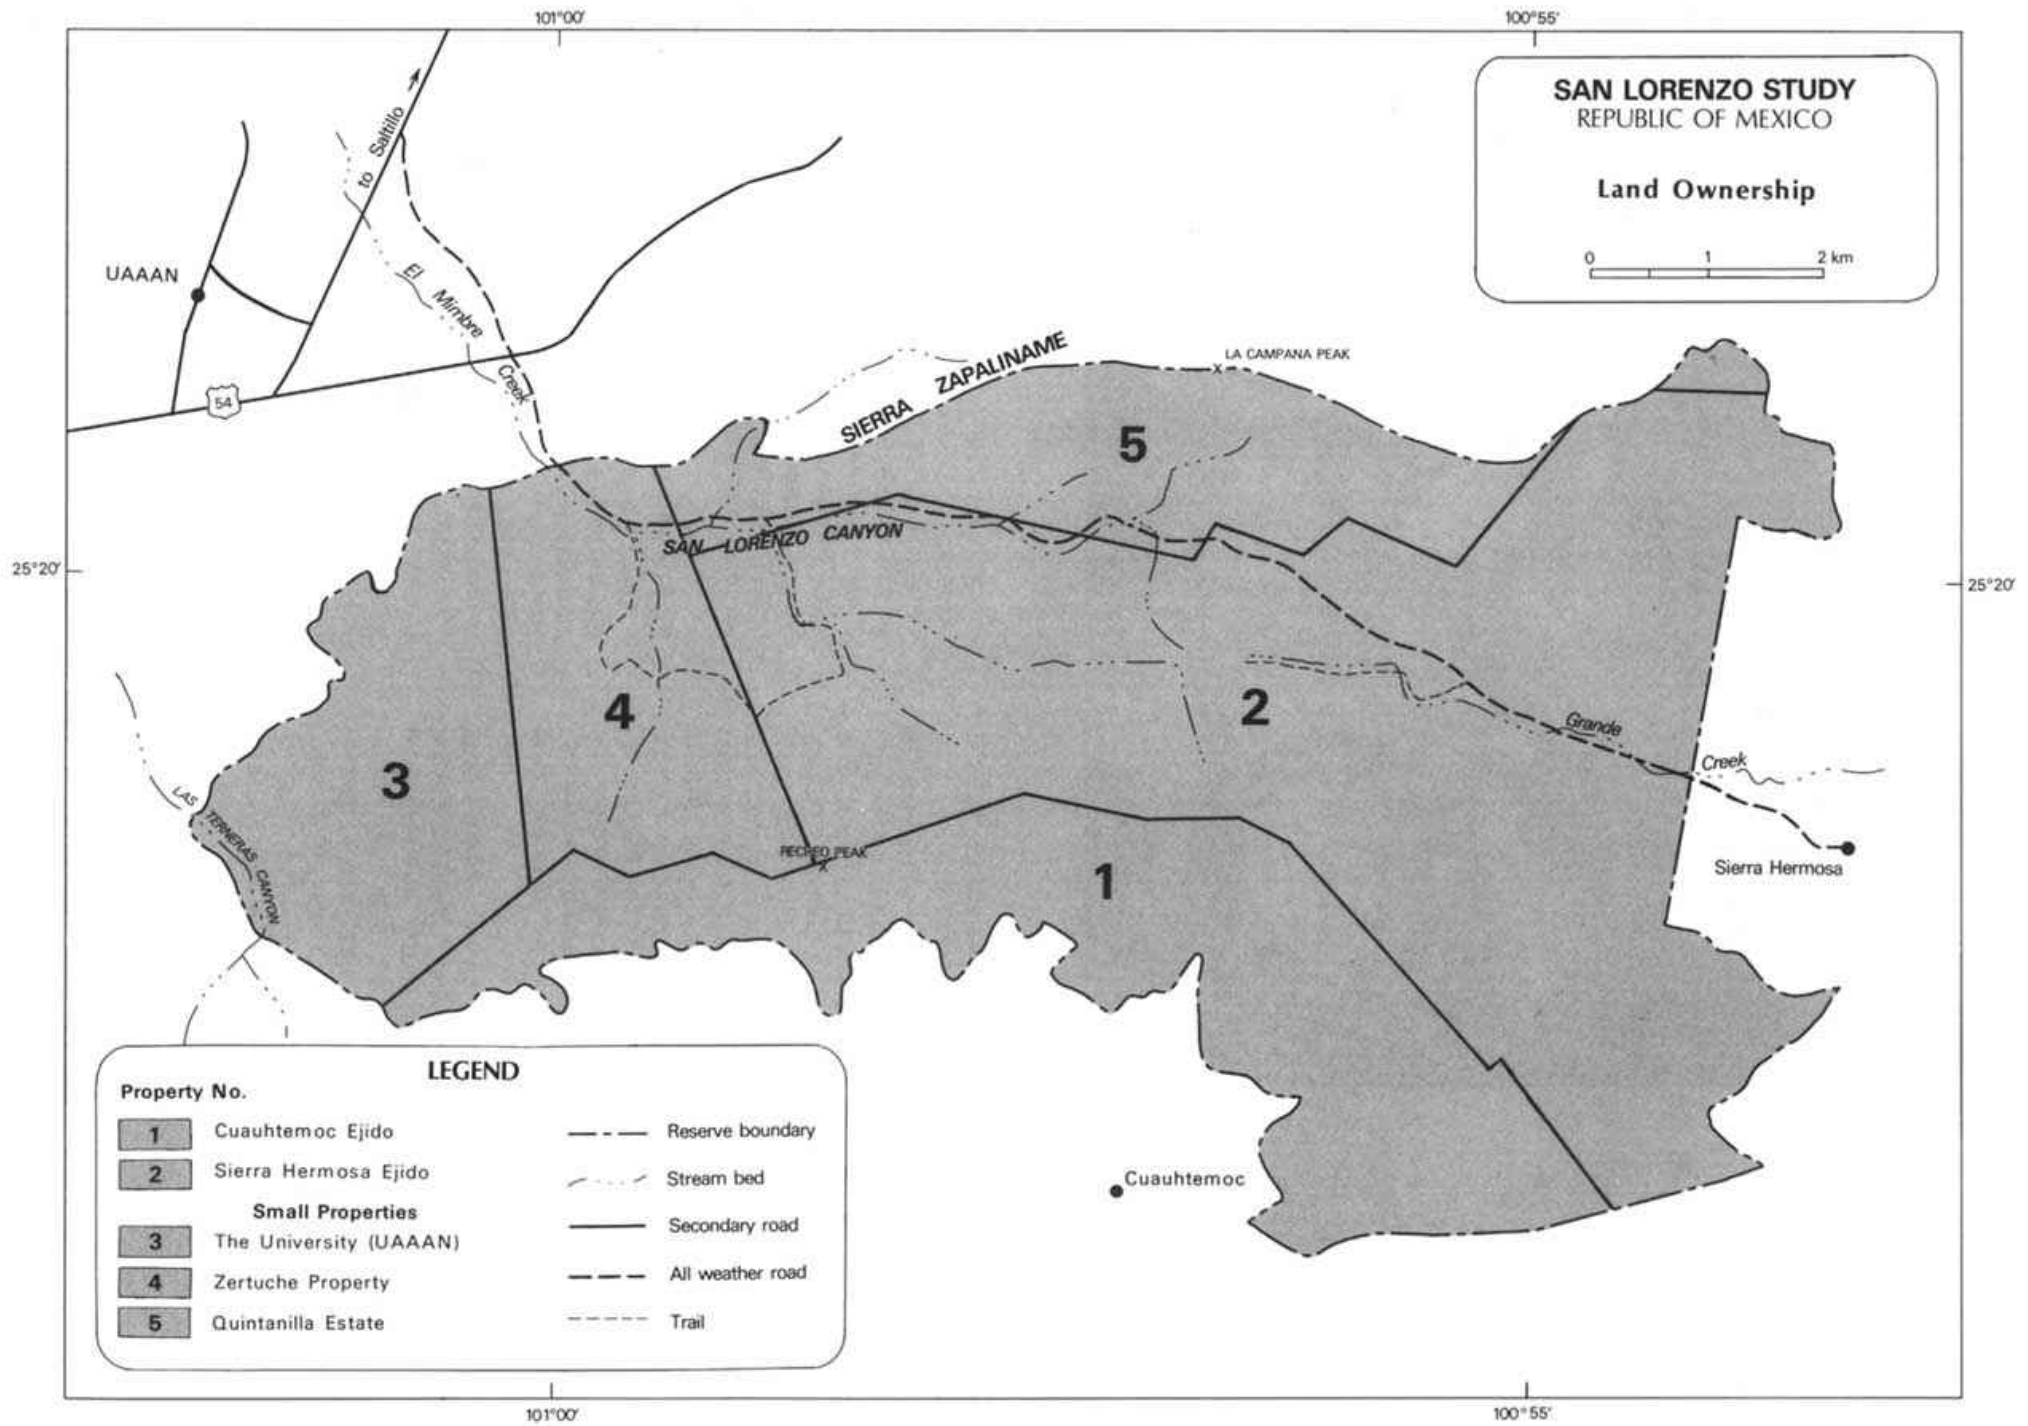 101°00'
100°55'
SAN LORENZO STUDY
REPUBLIC OF MEXICO
Land Ownership
0 1 2 km
to Saltillo
UAAAN
El Mimbre Creek
54
SIERRA ZAPALINAME
LA CAMPANA PEAK
5
SAN LORENZO CANYON
25°20'
25°20'
4
2
3
Grande Creek
LAS TERNERAS CANYON
RECREO PEAK
1
Sierra Hermosa
Cuauhtemoc
LEGEND
Property No.
1 Cuauhtemoc Ejido
2 Sierra Hermosa Ejido
Small Properties
3 The University (UAAAN)
4 Zertuche Property
5 Quintanilla Estate
Reserve boundary
Stream bed
Secondary road
All weather road
Trail
101°00'
100°55'